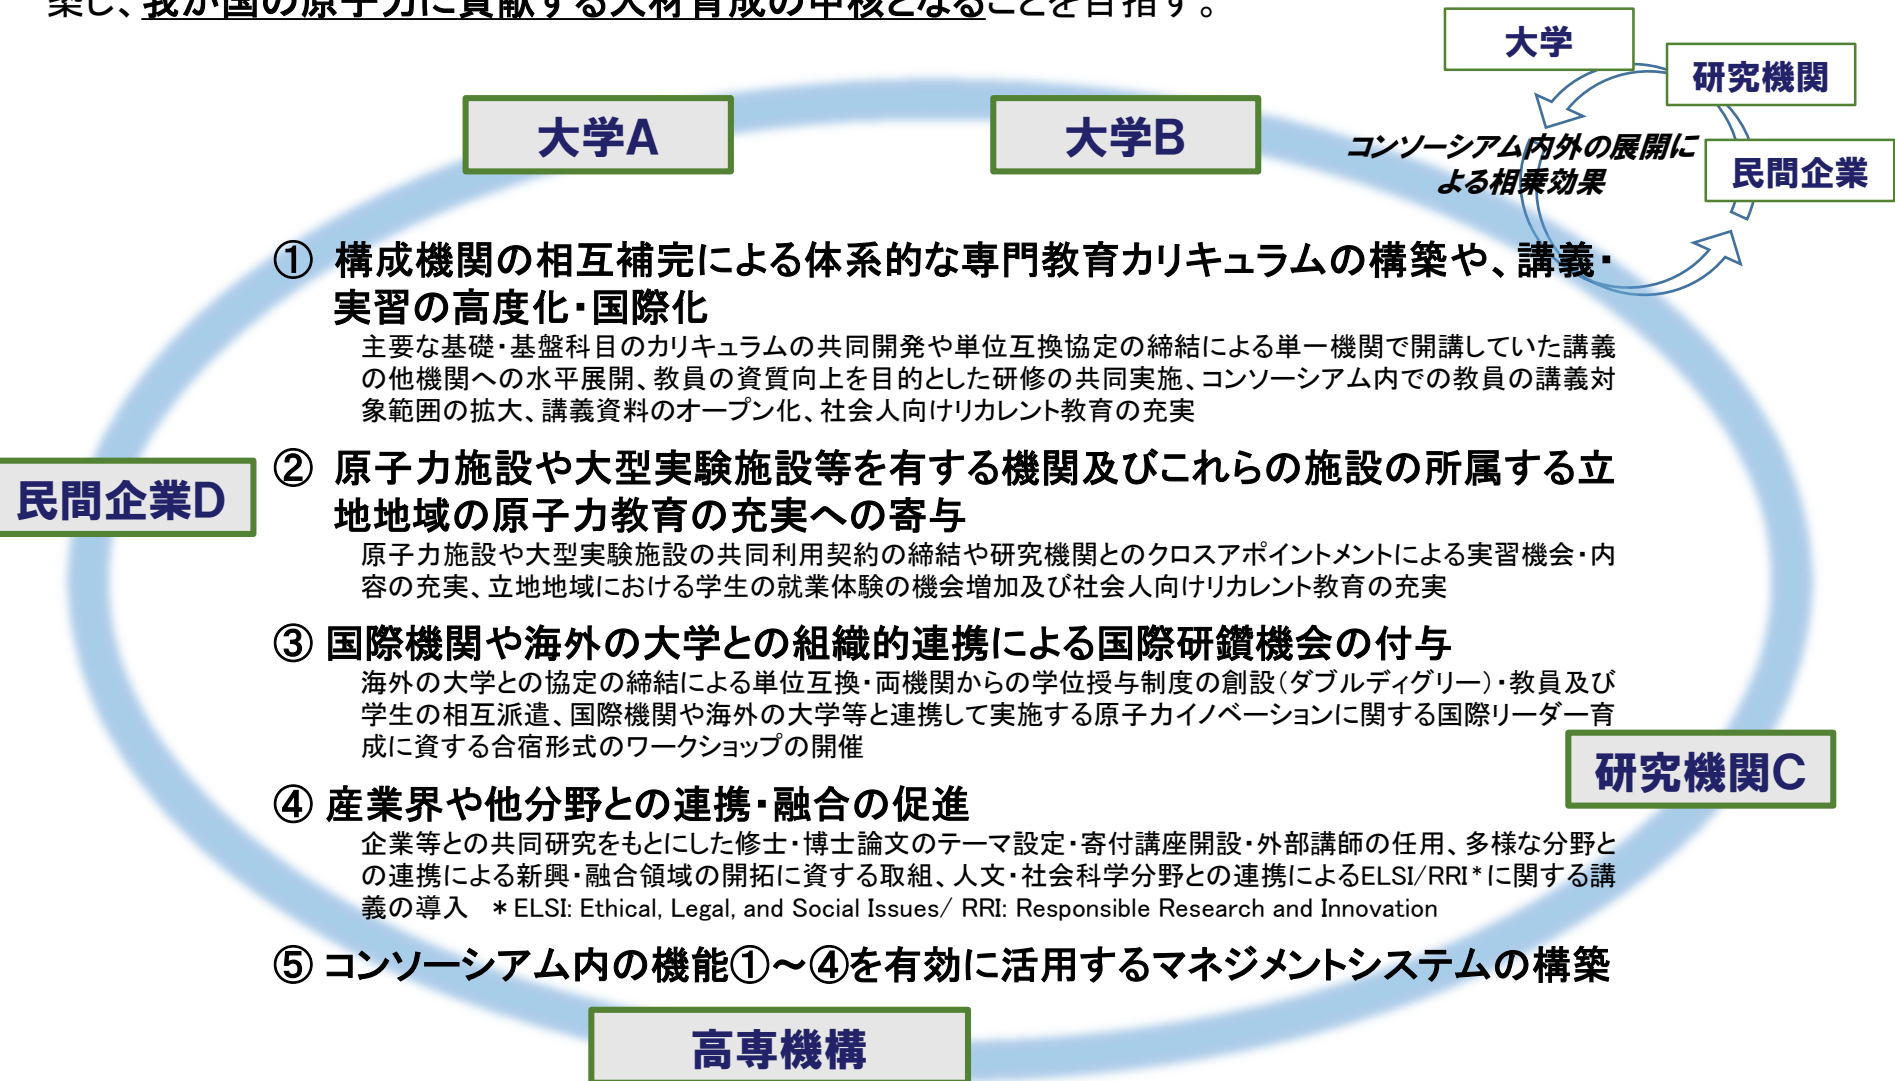 築し、我が国の原子力に貢献する人材育成の中核となることを目指す。
大学
研究機関
民間企業
コンソーシアム内外の展開に
よる相乗効果
大学A
大学B
① 構成機関の相互補完による体系的な専門教育カリキュラムの構築や、講義・
実習の高度化・国際化
主要な基礎・基盤科目のカリキュラムの共同開発や単位互換協定の締結による単一機関で開講していた講義
の他機関への水平展開、教員の資質向上を目的とした研修の共同実施、コンソーシアム内での教員の講義対
象範囲の拡大、講義資料のオープン化、社会人向けリカレント教育の充実
民間企業D
② 原子力施設や大型実験施設等を有する機関及びこれらの施設の所属する立
地地域の原子力教育の充実への寄与
原子力施設や大型実験施設の共同利用契約の締結や研究機関とのクロスアポイントメントによる実習機会・内
容の充実、立地地域における学生の就業体験の機会増加及び社会人向けリカレント教育の充実
③ 国際機関や海外の大学との組織的連携による国際研鑽機会の付与
海外の大学との協定の締結による単位互換・両機関からの学位授与制度の創設（ダブルディグリー）・教員及び
学生の相互派遣、国際機関や海外の大学等と連携して実施する原子力イノベーションに関する国際リーダー育
成に資する合宿形式のワークショップの開催
研究機関C
④ 産業界や他分野との連携・融合の促進
企業等との共同研究をもとにした修士・博士論文のテーマ設定・寄付講座開設・外部講師の任用、多様な分野と
の連携による新興・融合領域の開拓に資する取組、人文・社会科学分野との連携によるELSI/RRI*に関する講
義の導入　* ELSI: Ethical, Legal, and Social Issues/ RRI: Responsible Research and Innovation
⑤ コンソーシアム内の機能①～④を有効に活用するマネジメントシステムの構築
高専機構